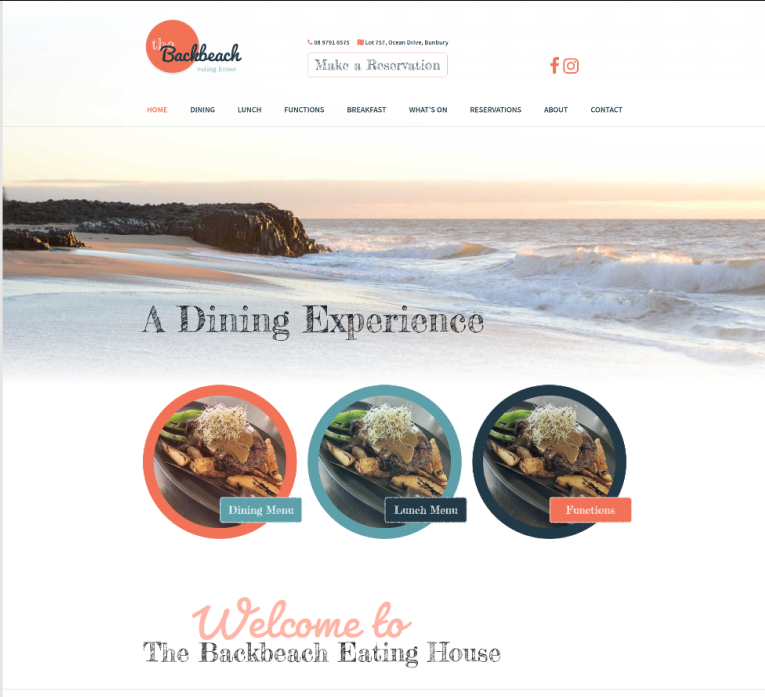 the
Backbeach
eating house
08 9791 6575 Lot 757, Ocean Drive, Bunbury
Make a Reservation
HOME DINING LUNCH FUNCTIONS BREAKFAST WHAT'S ON RESERVATIONS ABOUT CONTACT
A Dining Experience
Dining Menu Lunch Menu Functions
Welcome to
The Backbeach Eating House